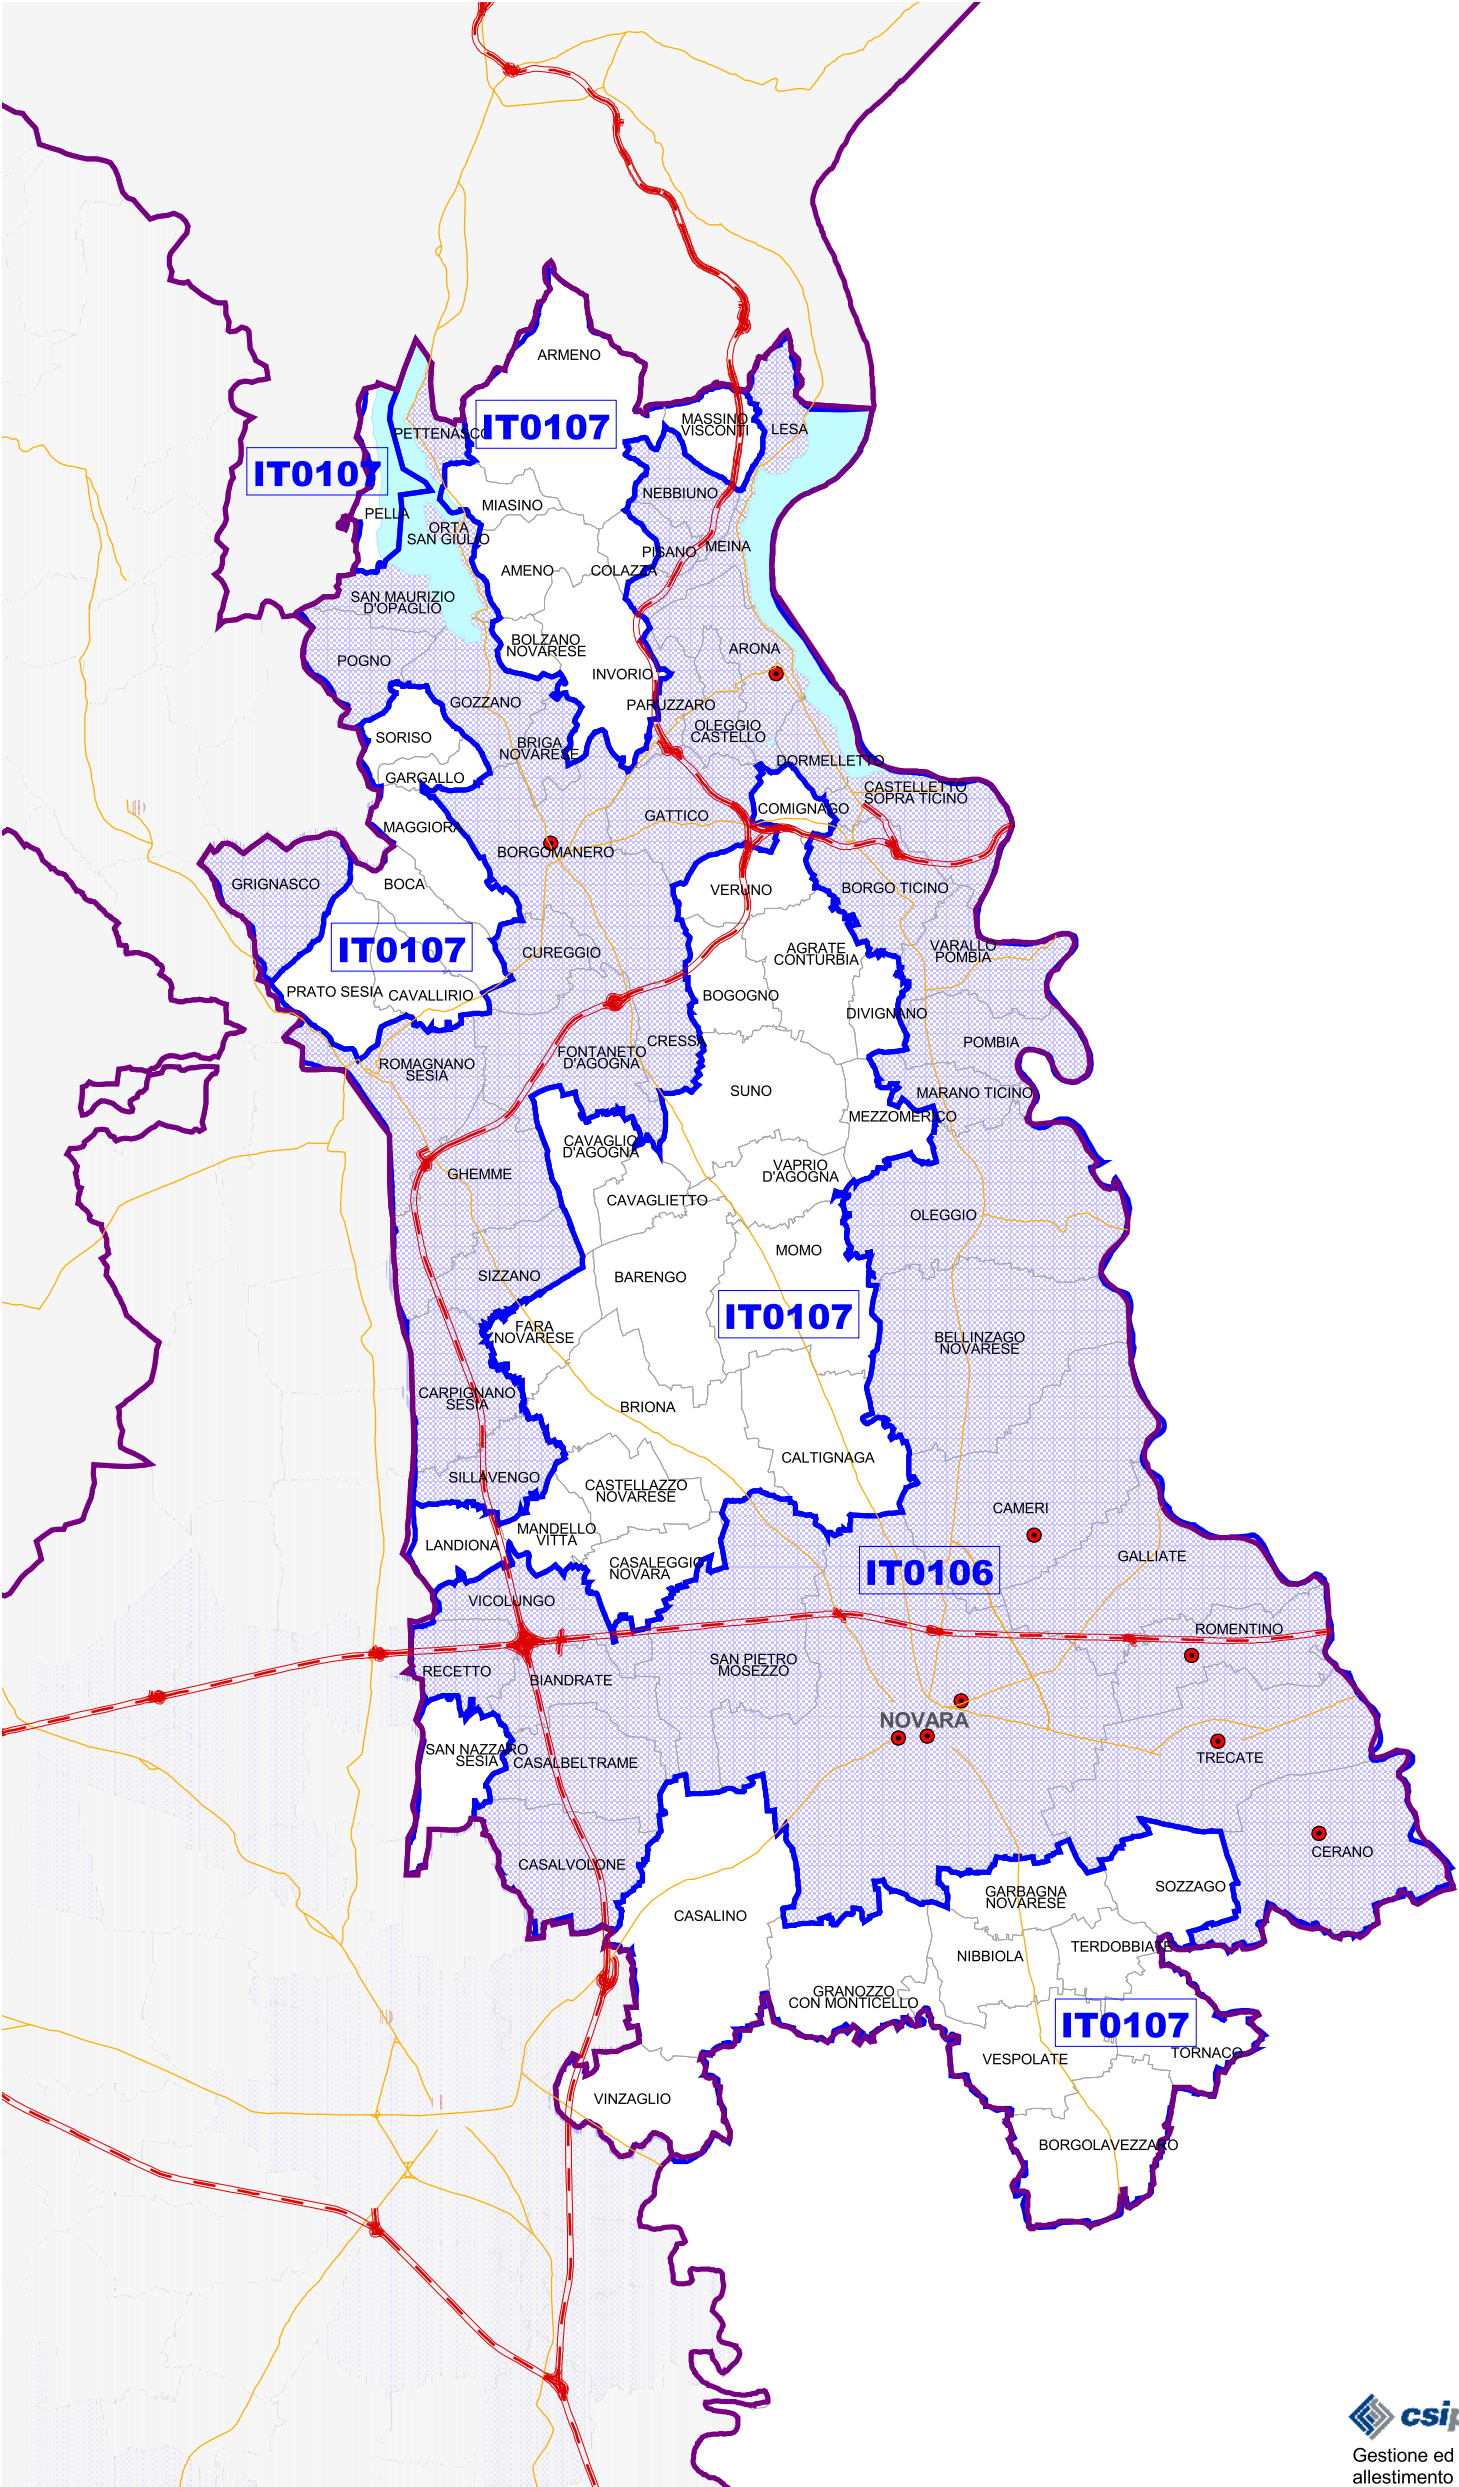 ARMENO
MASSINO
VISCONTI
LESA
PETTENASCO
IT0107
IT0107
NEBBIUNO
MIASINO
PELLA
ORTA
SAN GIULIO
PISANO
MEINA
AMENO
COLAZZA
SAN MAURIZIO
D'OPAGLIO
BOLZANO
NOVARESE
ARONA
POGNO
INVORIO
GOZZANO
PARUZZARO
OLEGGIO
CASTELLO
SORISO
BRIGA
NOVARESE
DORMELLETTO
GARGALLO
CASTELLETTO
SOPRA TICINO
COMIGNAGO
GATTICO
MAGGIORA
BORGOMANERO
GRIGNASCO
BOCA
VERUNO
BORGO TICINO
IT0107
CUREGGIO
AGRATE
CONTURBIA
VARALLO
POMBIA
PRATO SESIA
CAVALLIRIO
BOGOGNO
DIVIGNANO
CRESSA
POMBIA
FONTANETO
D'AGOGNA
ROMAGNANO
SESIA
SUNO
MARANO TICINO
MEZZOMERICO
CAVAGLIO
D'AGOGNA
GHEMME
VAPRIO
D'AGOGNA
CAVAGLIETTO
OLEGGIO
MOMO
SIZZANO
BARENGO
IT0107
FARA
NOVARESE
BELLINZAGO
NOVARESE
CARPIGNANO
SESIA
BRIONA
CALTIGNAGA
SILLAVENGO
CASTELLAZZO
NOVARESE
CAMERI
MANDELLO
VITTA
LANDIONA
CASALEGGIO
NOVARA
IT0106
GALLIATE
VICOLUNGO
ROMENTINO
RECETTO
BIANDRATE
SAN PIETRO
MOSEZZO
NOVARA
SAN NAZZARO
SESIA
CASALBELTRAME
TRECATE
CERANO
CASALVOLONE
SOZZAGO
GARBAGNA
NOVARESE
CASALINO
NIBBIOLA
TERDOBBIATE
GRANOZZO
CON MONTICELLO
IT0107
VESPOLATE
TORNACO
VINZAGLIO
BORGOLAVEZZARO
csip
Gestione ed
allestimento